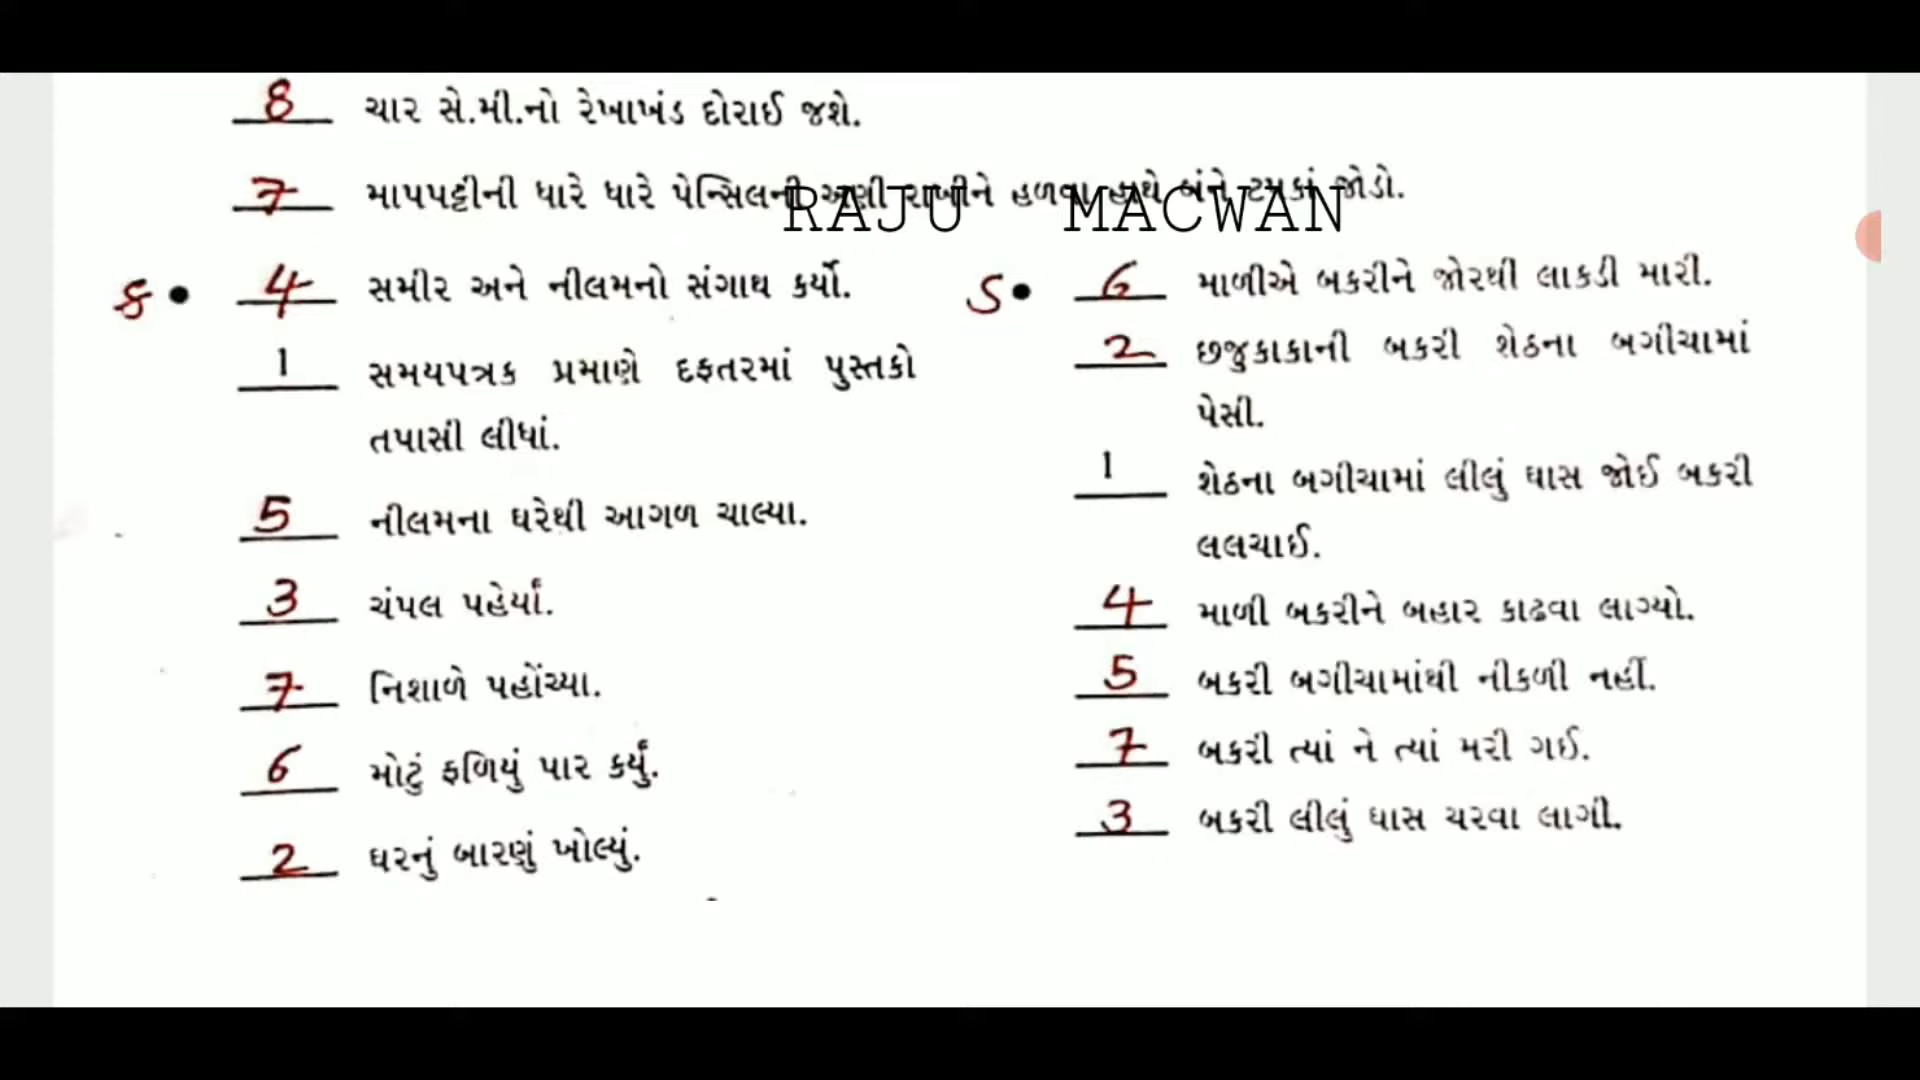 8 ચાર સે.મી.નો રેખાખંડ દોરાઈ જશે.
7 માપપટ્ટીની ધારે ધારે પેન્સિલની અણી રાખીને હળવા હાથે બંને ટપકાં જોડો.
RAJU MACWAN
ક • 4 સમીર અને નીલમનો સંગાથ કર્યો.
1 સમયપત્રક પ્રમાણે દફતરમાં પુસ્તકો
તપાસી લીધાં.
5 નીલમના ઘરેથી આગળ ચાલ્યા.
3 ચંપલ પહેર્યાં.
7 નિશાળે પહોંચ્યા.
6 મોટું ફળિયું પાર કર્યું.
2 ઘરનું બારણું ખોલ્યું.
ડ • 6 માળીએ બકરીને જોરથી લાકડી મારી.
2 છજુકાકાની બકરી શેઠના બગીચામાં
પેસી.
1 શેઠના બગીચામાં લીલું ઘાસ જોઈ બકરી
લલચાઈ.
4 માળી બકરીને બહાર કાઢવા લાગ્યો.
5 બકરી બગીચામાંથી નીકળી નહીં.
7 બકરી ત્યાં ને ત્યાં મરી ગઈ.
3 બકરી લીલું ઘાસ ચરવા લાગી.